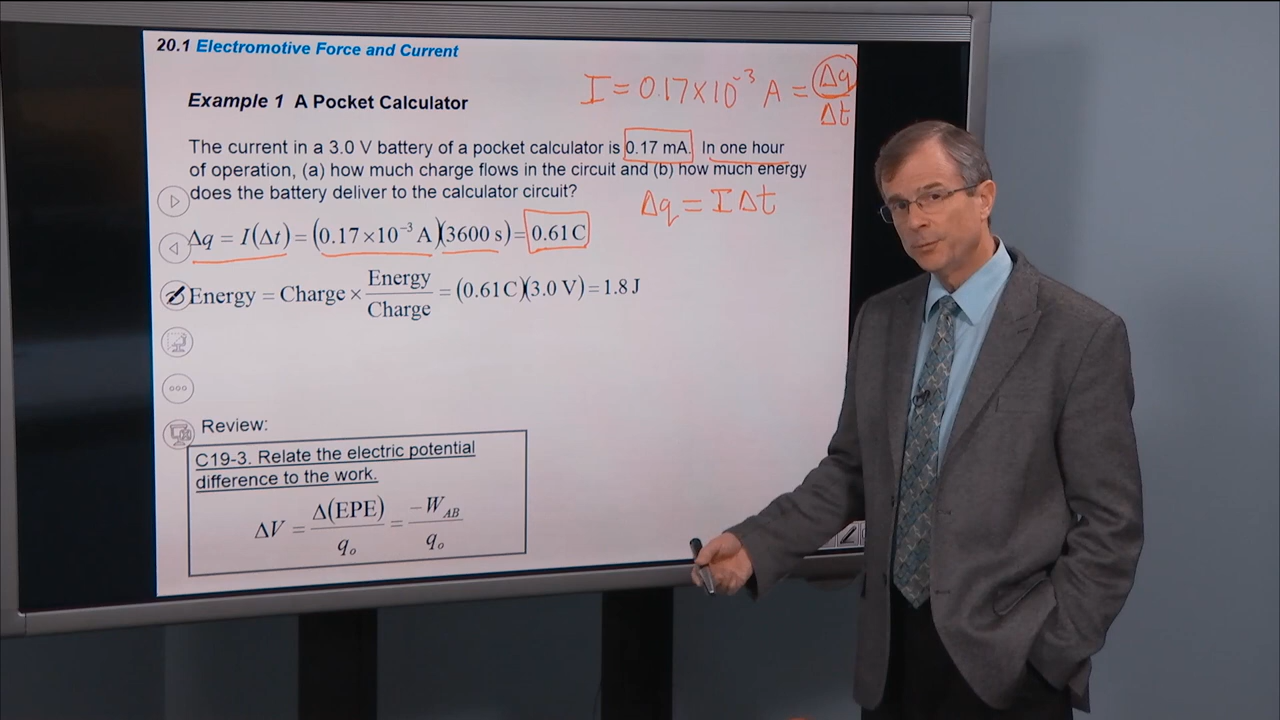 20.1 Electromotive Force and Current
I = 0.17×10⁻³ A = Δq/Δt
Example 1 A Pocket Calculator
The current in a 3.0 V battery of a pocket calculator is 0.17 mA. In one hour
of operation, (a) how much charge flows in the circuit and (b) how much energy
does the battery deliver to the calculator circuit?
Δq = I Δt
Δq = I(Δt) = (0.17×10⁻³ A)(3600 s) = 0.61 C
Energy = Charge × Energy/Charge = (0.61 C)(3.0 V) = 1.8 J
Review:
C19-3. Relate the electric potential
difference to the work.
ΔV = Δ(EPE)/qₒ = −W_AB/qₒ